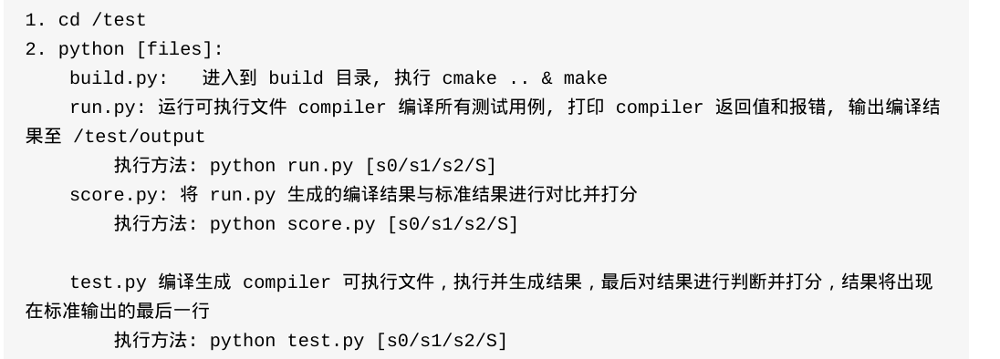 1. cd /test
2. python [files]:
    build.py:   进入到 build 目录, 执行 cmake .. & make
    run.py: 运行可执行文件 compiler 编译所有测试用例, 打印 compiler 返回值和报错, 输出编译结
果至 /test/output
        执行方法: python run.py [s0/s1/s2/S]
    score.py: 将 run.py 生成的编译结果与标准结果进行对比并打分
        执行方法: python score.py [s0/s1/s2/S]
    test.py 编译生成 compiler 可执行文件，执行并生成结果，最后对结果进行判断并打分，结果将出现
在标准输出的最后一行
        执行方法: python test.py [s0/s1/s2/S]